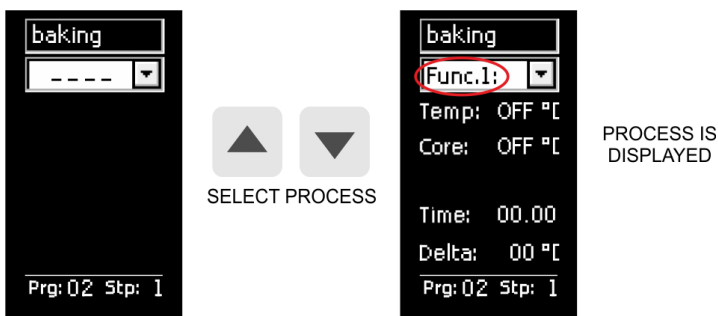 baking
----
Prg:02 Stp: 1
SELECT PROCESS
baking
Func.1:
Temp: OFF °C
Core: OFF °C
Time: 00.00
Delta: 00 °C
Prg:02 Stp: 1
PROCESS IS
DISPLAYED